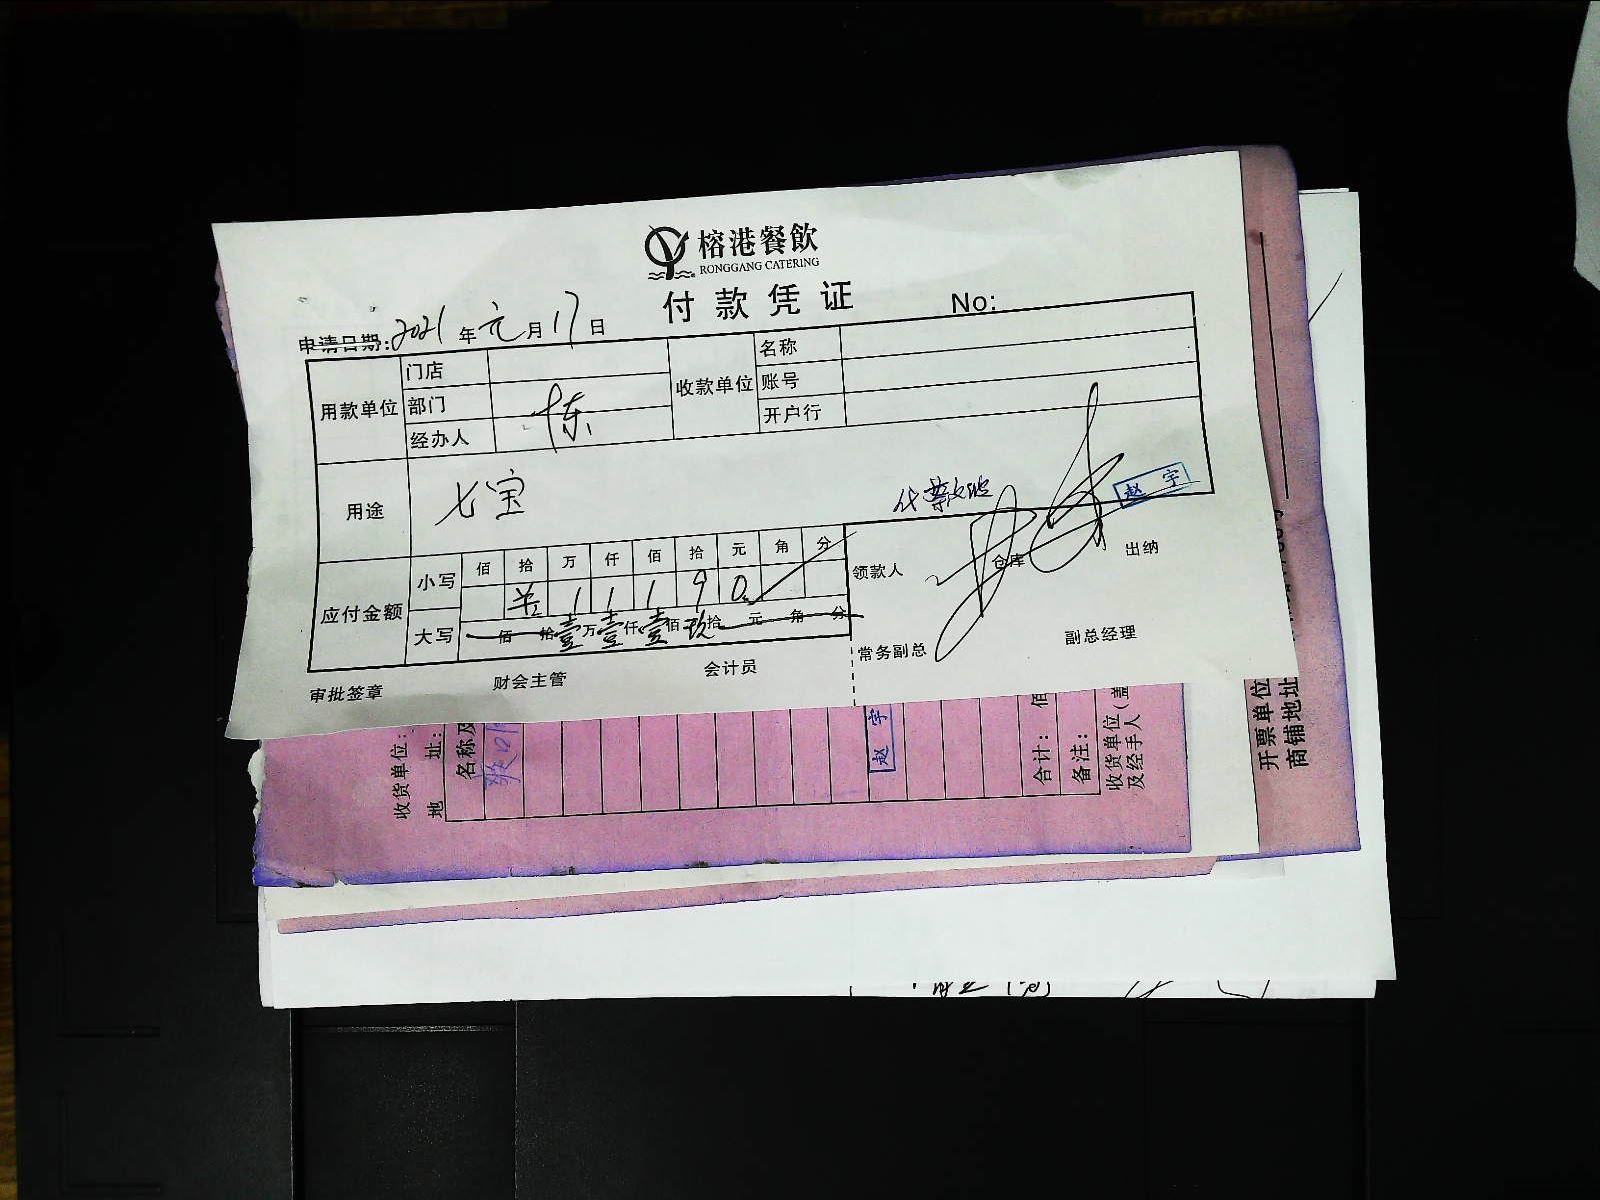 榕港餐飲
RONGGANG CATERING
付款凭证
No:
申请日期: 2021 年 元 月 17 日
用款单位 门店 收款单位 名称
部门 账号
经办人 陈 开户行
用途 七宝
赵宇
应付金额 小写 佰 拾 万 仟 佰 拾 元 角 分
1 1 1 9 0
大写 佰 拾 壹 万 壹 仟 壹 佰 玖 拾 元 角 分
领款人 仓库 出纳
常务副总 副总经理
审批签章 财会主管 会计员
收货单位:
地 址:
名称及
赵宇
合计: 佰
备注:
收货单位(盖
及经手人
开票单位
商铺地址